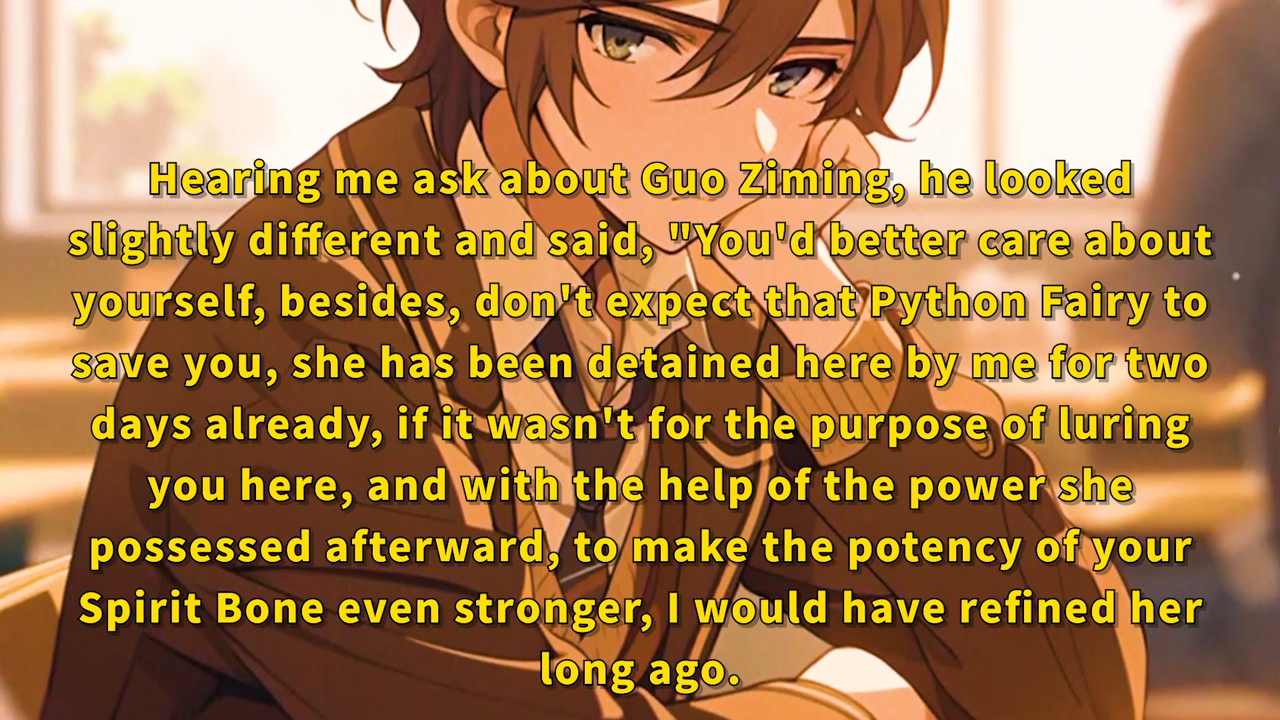 Hearing me ask about Guo Ziming, he looked
slightly different and said, "You'd better care about
yourself, besides, don't expect that Python Fairy to
save you, she has been detained here by me for two
days already, if it wasn't for the purpose of luring
you here, and with the help of the power she
possessed afterward, to make the potency of your
Spirit Bone even stronger, I would have refined her
long ago.